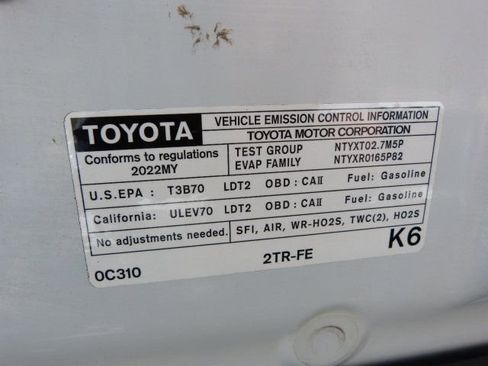 TOYOTA
VEHICLE EMISSION CONTROL INFORMATION
TOYOTA MOTOR CORPORATION
Conforms to regulations
2022MY
TEST GROUP NTYXT02.7M5P
EVAP FAMILY NTYXR0165P82
U.S.EPA : T3B70 LDT2 OBD : CAII Fuel: Gasoline
California: ULEV70 LDT2 OBD : CAII Fuel: Gasoline
No adjustments needed. SFI, AIR, WR-HO2S, TWC(2), HO2S
0C310 2TR-FE K6